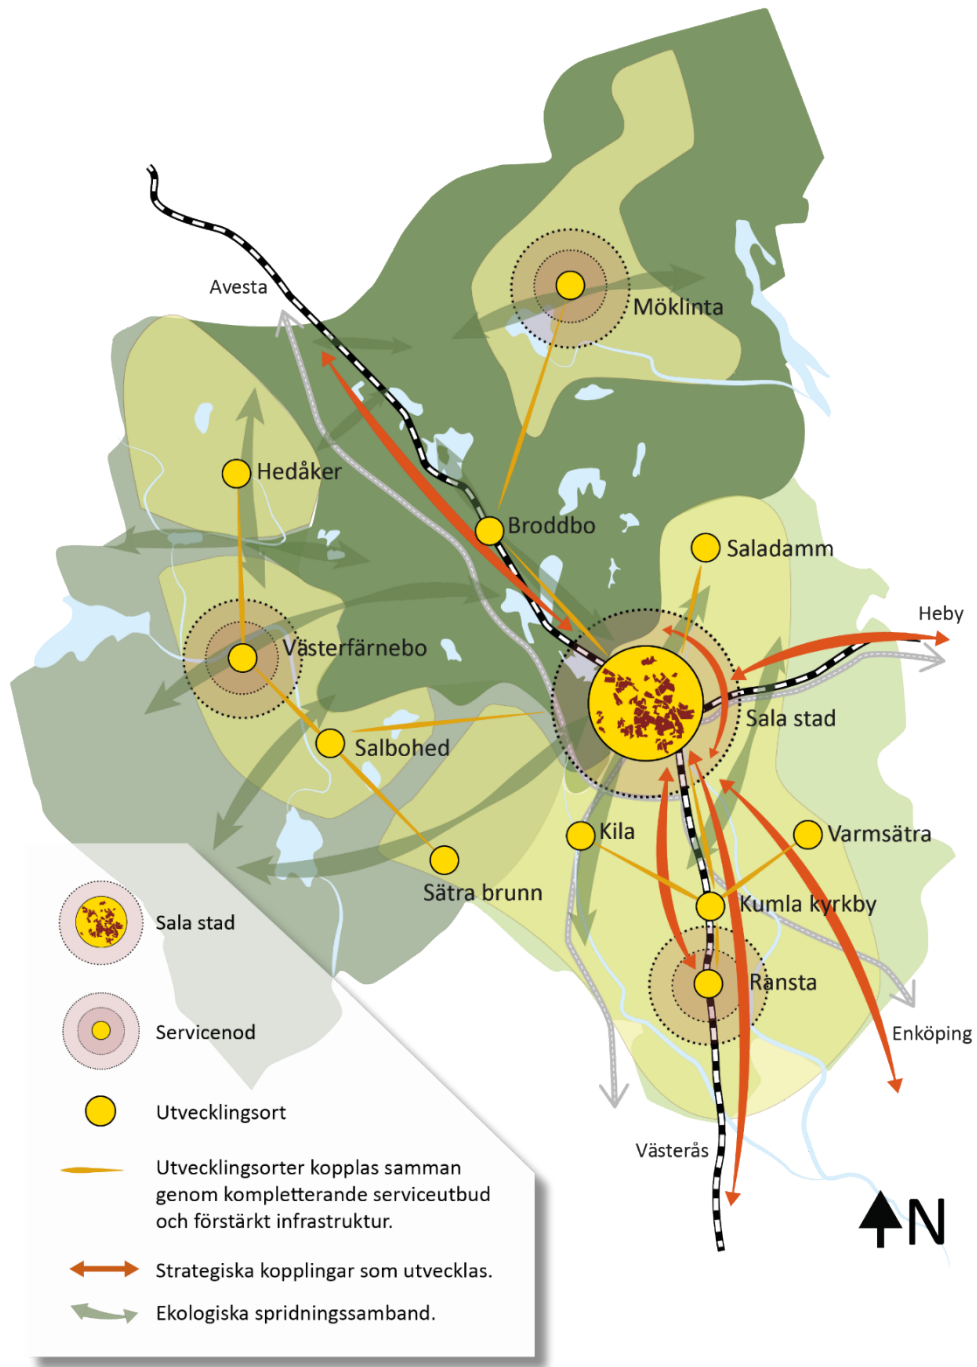 Avesta
Möklinta
Hedåker
Broddbo
Saladamm
Heby
Västerfärnebo
Sala stad
Salbohed
Kila
Varmsätra
Sätra brunn
Kumla kyrkby
Ransta
Enköping
Västerås
N
Sala stad
Servicenod
Utvecklingsort
Utvecklingsorter kopplas samman
genom kompletterande serviceutbud
och förstärkt infrastruktur.
Strategiska kopplingar som utvecklas.
Ekologiska spridningssamband.